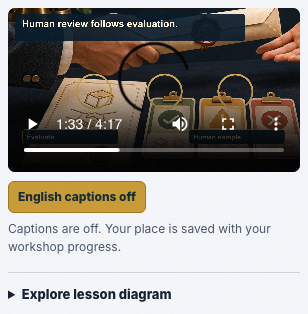 Human review follows evaluation.
Evaluate
Human sample
1:33 / 4:17
English captions off
Captions are off. Your place is saved with your
workshop progress.
Explore lesson diagram